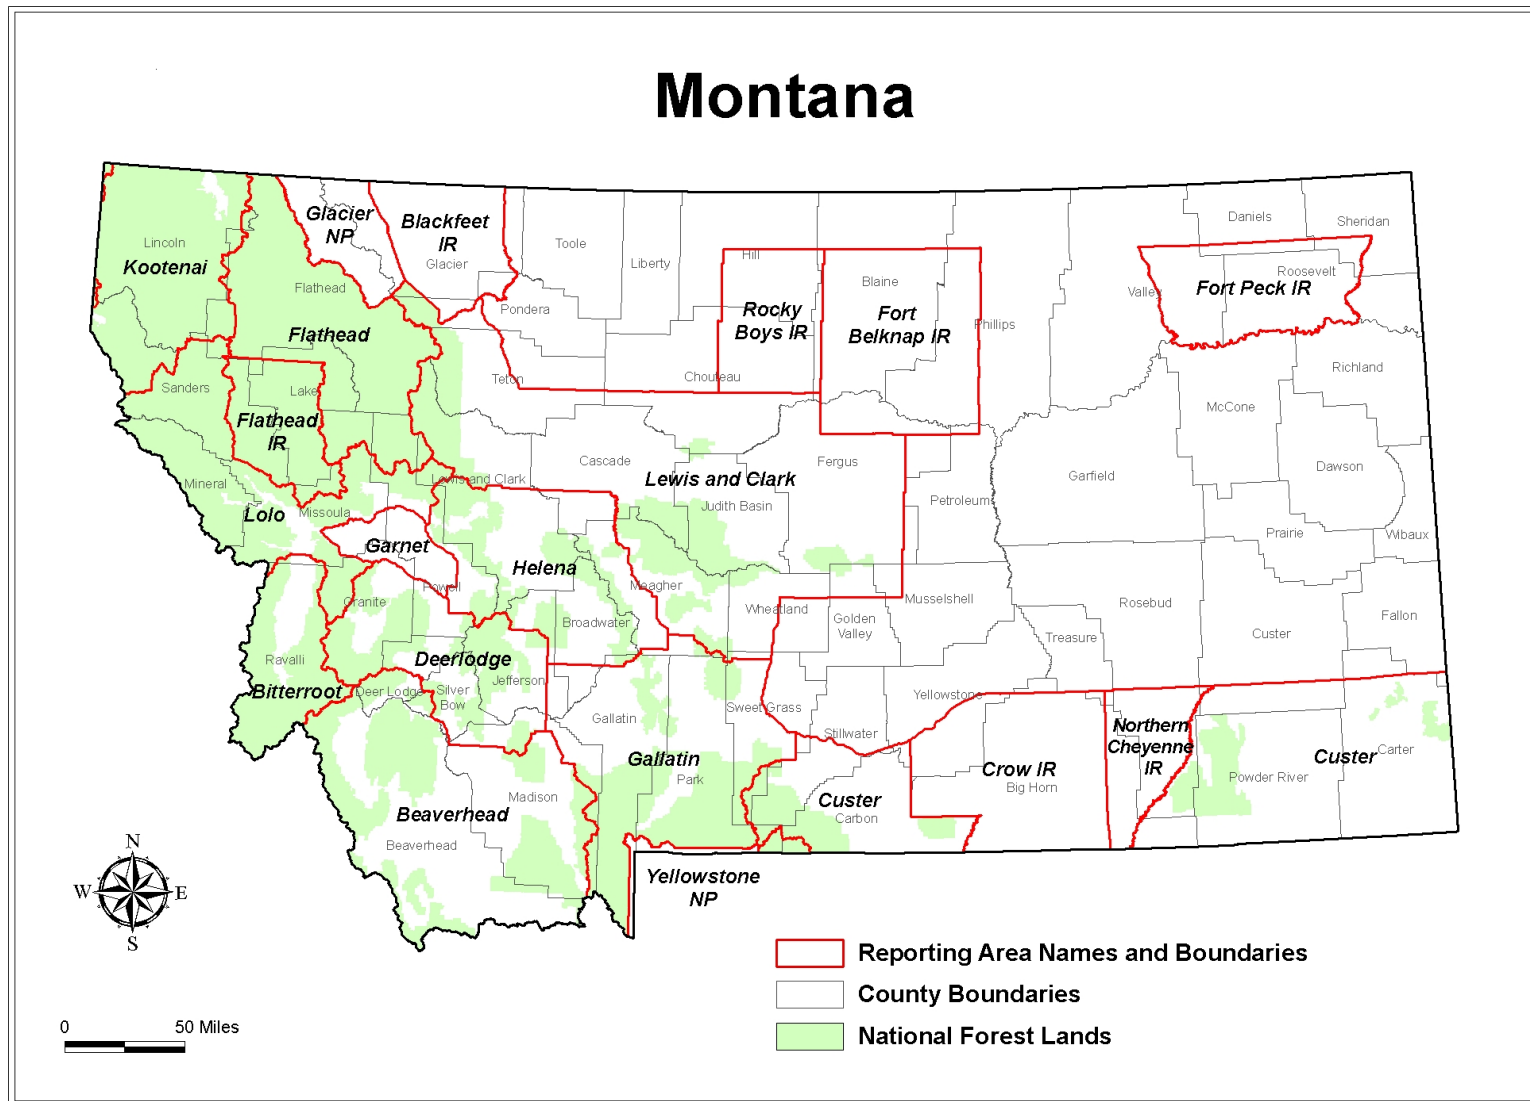 Montana
Glacier
NP
Blackfeet
IR
Glacier
Toole
Liberty
Hill
Blaine
Phillips
Valley
Daniels
Sheridan
Roosevelt
Fort Peck IR
Lincoln
Kootenai
Flathead
Flathead
Pondera
Rocky
Boys IR
Fort
Belknap IR
Teton
Chouteau
Richland
McCone
Sanders
Lake
Flathead
IR
Cascade
Lewis and Clark
Fergus
Judith Basin
Petroleum
Garfield
Dawson
Prairie
Wibaux
Mineral
Lolo
Missoula
Lewis and Clark
Garnet
Powell
Helena
Meagher
Granite
Broadwater
Wheatland
Golden
Valley
Musselshell
Treasure
Rosebud
Custer
Fallon
Ravalli
Bitterroot
Deerlodge
Deer Lodge
Silver
Bow
Jefferson
Gallatin
Sweet Grass
Stillwater
Yellowstone
Northern
Cheyenne
IR
Gallatin
Park
Crow IR
Big Horn
Custer
Carbon
Powder River
Custer
Carter
Beaverhead
Madison
Beaverhead
Yellowstone
NP
N
W
E
S
0
50 Miles
Reporting Area Names and Boundaries
County Boundaries
National Forest Lands